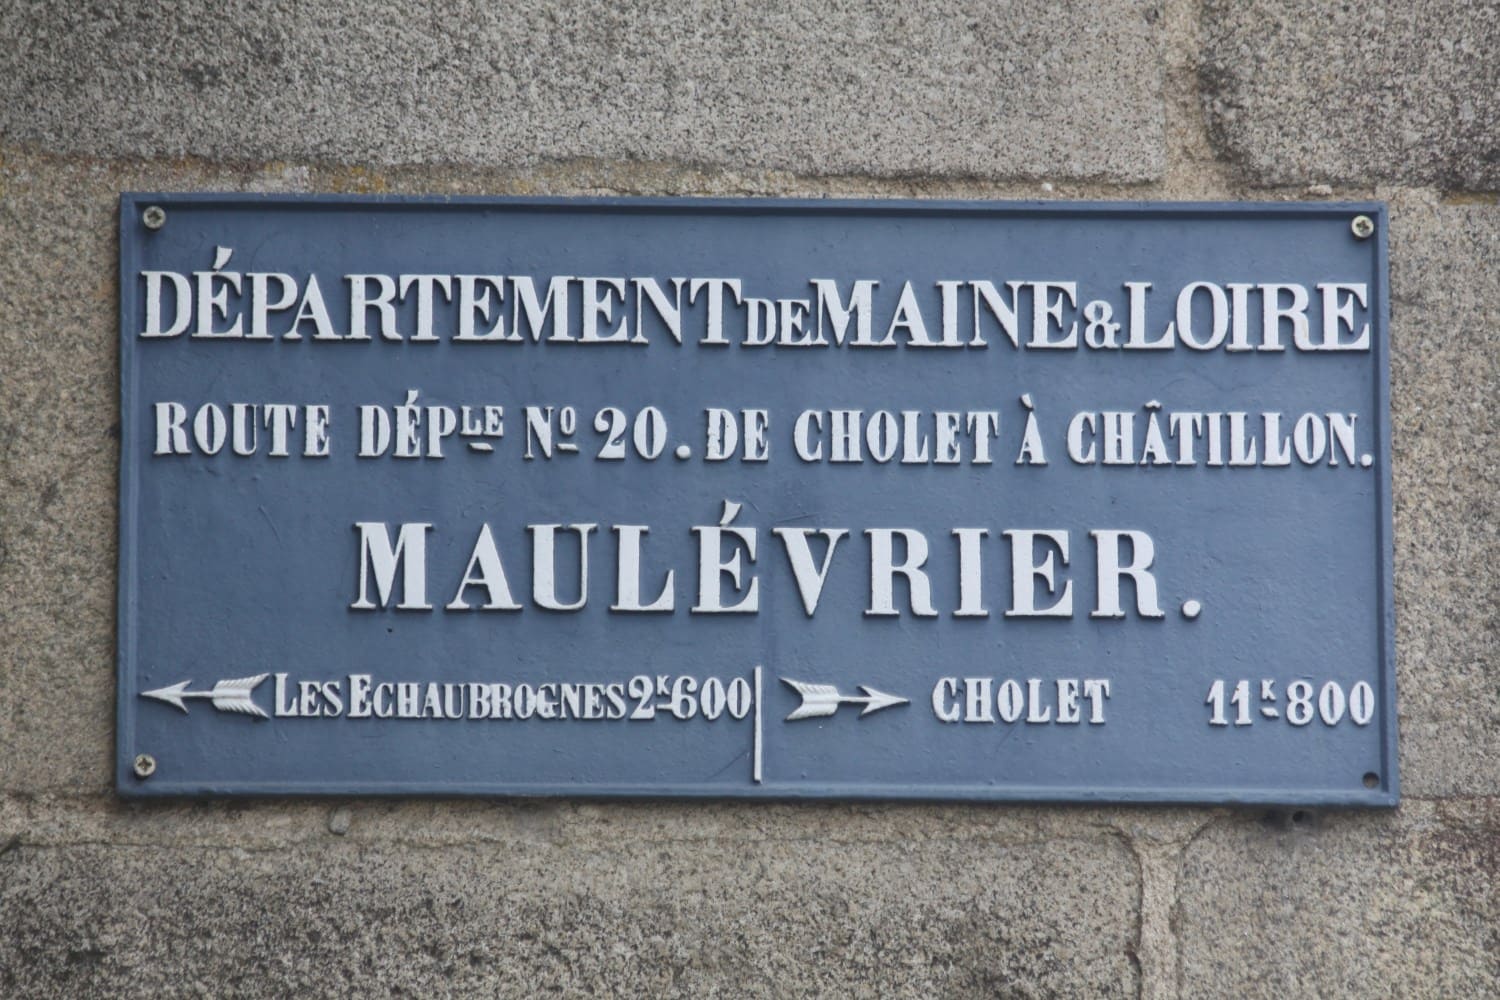 DÉPARTEMENT DE MAINE & LOIRE
ROUTE DÉPLE NO 20. DE CHOLET À CHÂTILLON.
MAULÉVRIER.
LES ECHAUBROGNES 2K600 CHOLET 11K800